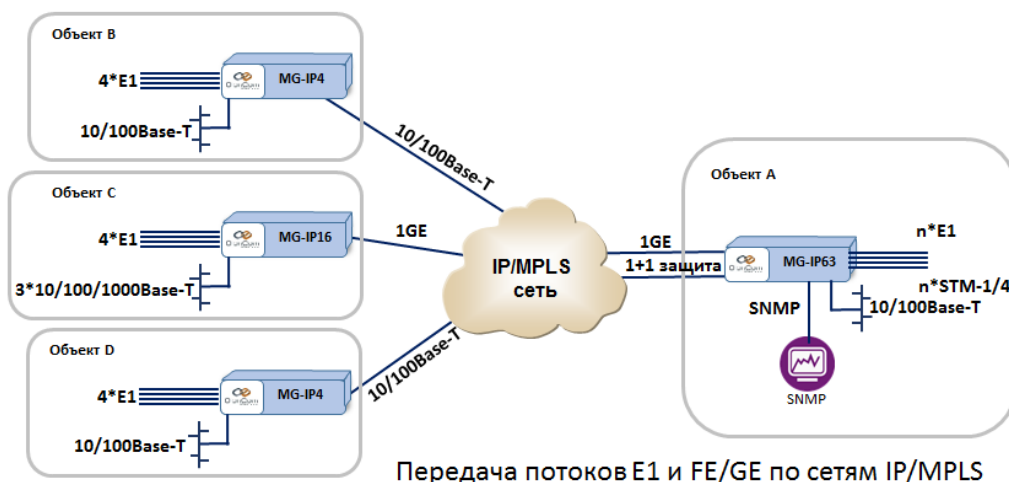 Объект B
4*E1
MG-IP4
10/100Base-T
10/100Base-T
Объект C
4*E1
MG-IP16
3*10/100/1000Base-T
1GE
Объект D
4*E1
MG-IP4
10/100Base-T
10/100Base-T
IP/MPLS
сеть
Объект A
1GE
1+1 защита
MG-IP63
n*E1
n*STM-1/4
10/100Base-T
SNMP
SNMP
Передача потоков E1 и FE/GE по сетям IP/MPLS